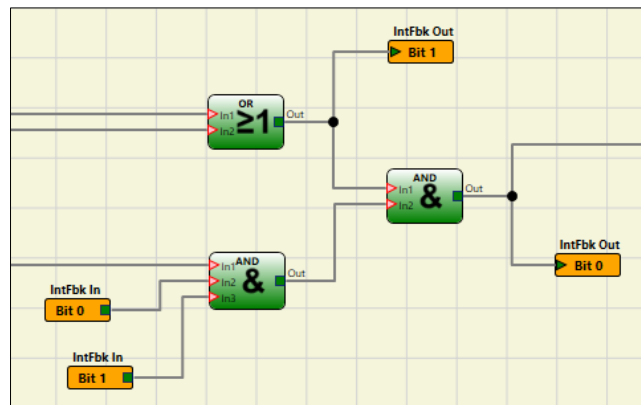 IntFbk Out
Bit 1
OR
In1
In2
≥1
Out
AND
In1
In2
&
Out
IntFbk Out
Bit 0
AND
In1
In2
In3
&
Out
IntFbk In
Bit 0
IntFbk In
Bit 1